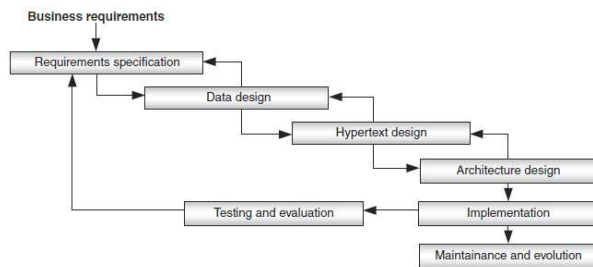 Business requirements
Requirements specification
Data design
Hypertext design
Architecture design
Testing and evaluation
Implementation
Maintainance and evolution